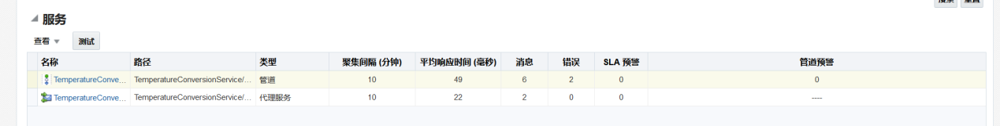 搜索 重置
服务
查看 测试
名称 路径 类型 聚集间隔 (分钟) 平均响应时间 (毫秒) 消息 错误 SLA 预警 管道预警
TemperatureConve... TemperatureConversionService/... 管道 10 49 6 2 0 0
TemperatureConve... TemperatureConversionService/... 代理服务 10 22 2 0 0 ----